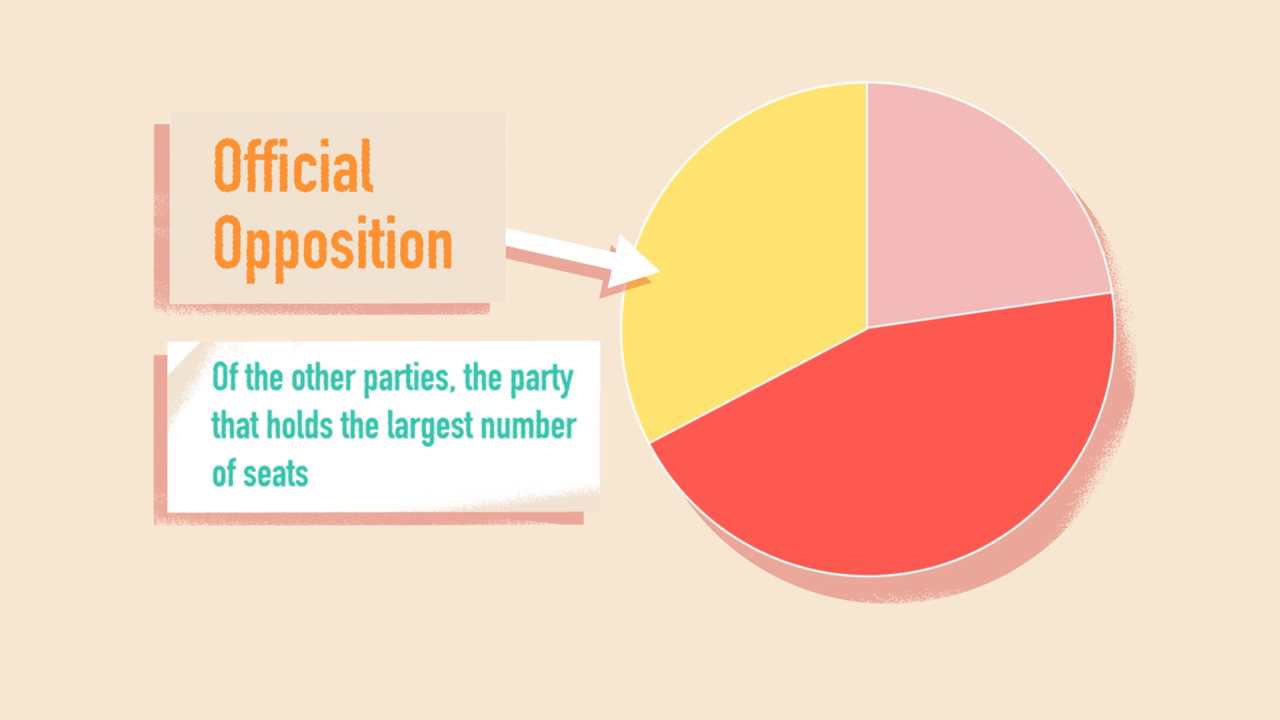 Official
Opposition
Of the other parties, the party
that holds the largest number
of seats